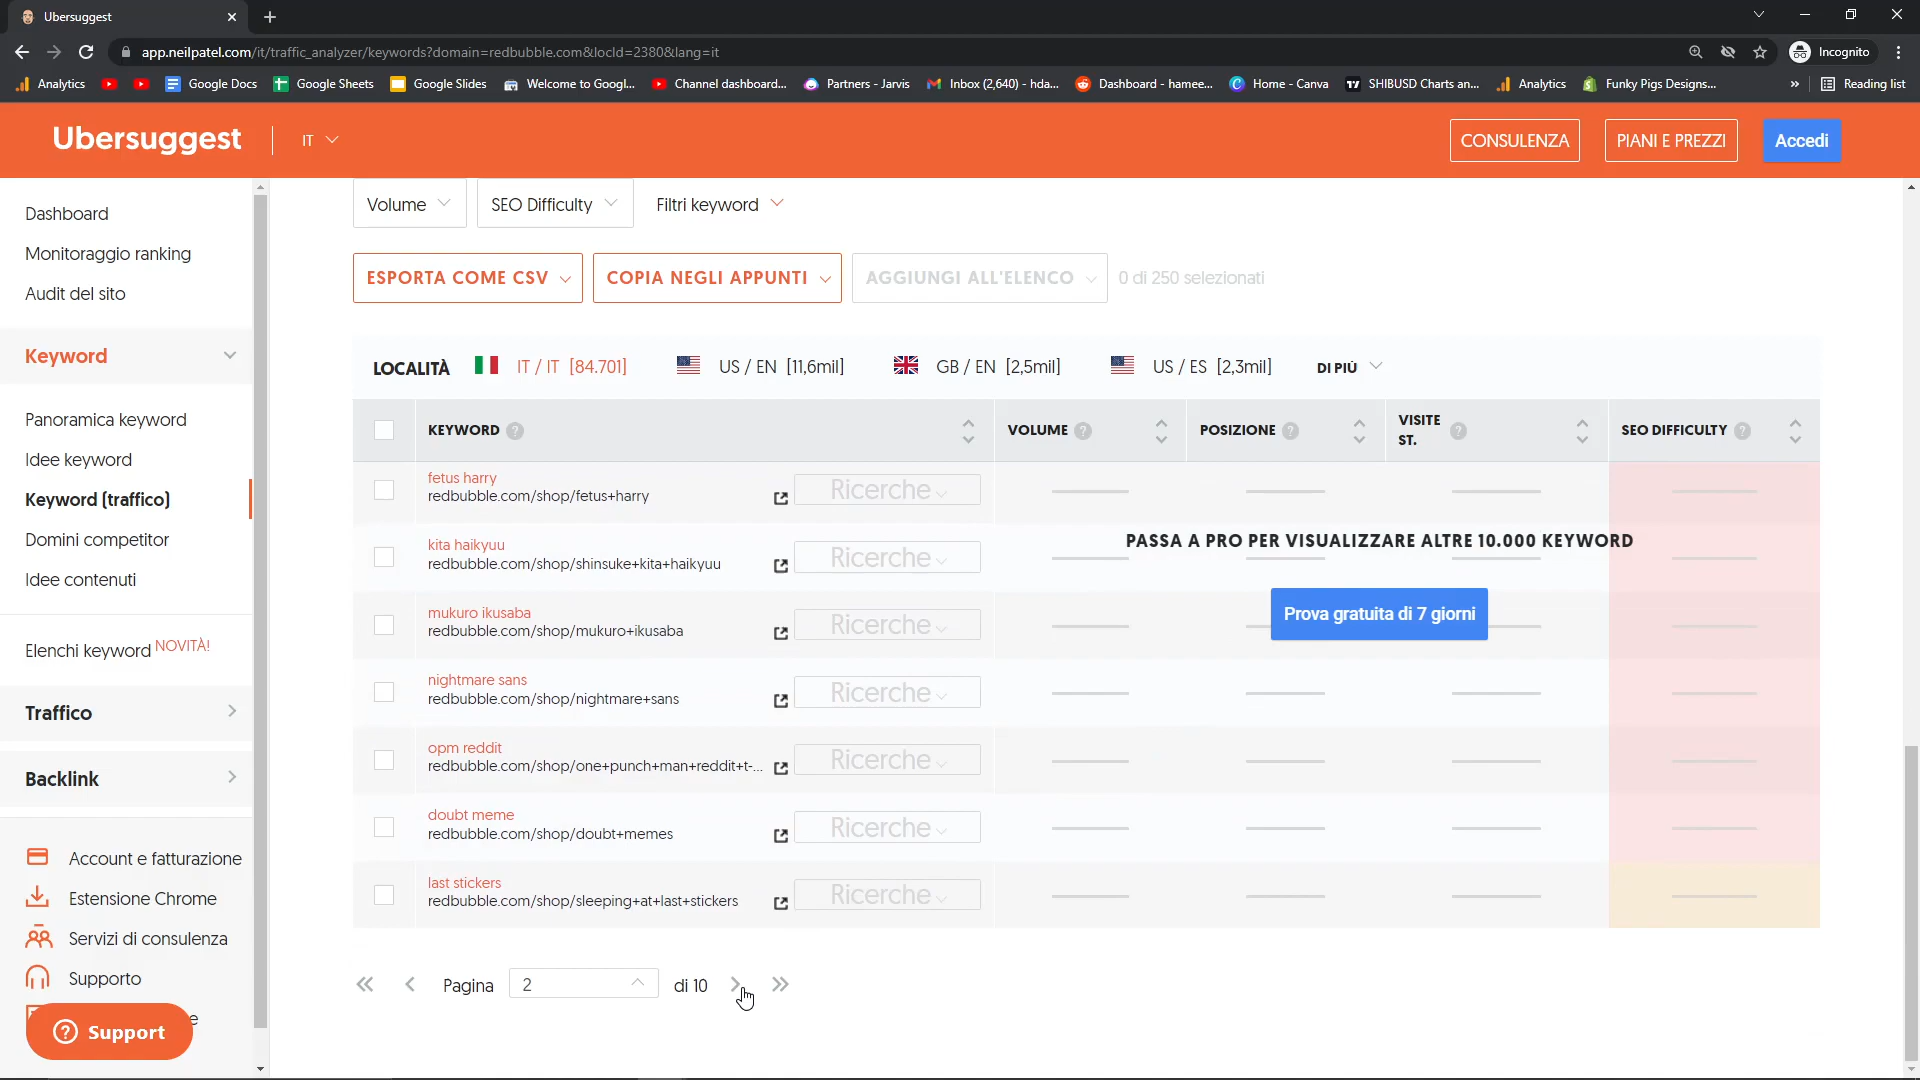 Ubersuggest
app.neilpatel.com/it/traffic_analyzer/keywords?domain=redbubble.com&locId=2380&lang=it
Incognito
Analytics
Google Docs
Google Sheets
Google Slides
Welcome to Googl...
Channel dashboard...
Partners - Jarvis
Inbox (2,640) - hda...
Dashboard - hamee...
Home - Canva
SHIBUSD Charts an...
Analytics
Funky Pigs Designs...
Reading list
Ubersuggest
IT
CONSULENZA
PIANI E PREZZI
Accedi
Dashboard
Monitoraggio ranking
Audit del sito
Keyword
Panoramica keyword
Idee keyword
Keyword (traffico)
Domini competitor
Idee contenuti
Elenchi keyword NOVITÀ!
Traffico
Backlink
Account e fatturazione
Estensione Chrome
Servizi di consulenza
Supporto
Support
Volume
SEO Difficulty
Filtri keyword
ESPORTA COME CSV
COPIA NEGLI APPUNTI
AGGIUNGI ALL'ELENCO
0 di 250 selezionati
LOCALITÀ
IT / IT [84.701]
US / EN [11,6mil]
GB / EN [2,5mil]
US / ES [2,3mil]
DI PIÙ
KEYWORD ?
VOLUME ?
POSIZIONE ?
VISITE
ST. ?
SEO DIFFICULTY ?
fetus harry
redbubble.com/shop/fetus+harry
Ricerche
kita haikyuu
redbubble.com/shop/shinsuke+kita+haikyuu
Ricerche
PASSA A PRO PER VISUALIZZARE ALTRE 10.000 KEYWORD
Prova gratuita di 7 giorni
mukuro ikusaba
redbubble.com/shop/mukuro+ikusaba
Ricerche
nightmare sans
redbubble.com/shop/nightmare+sans
Ricerche
opm reddit
redbubble.com/shop/one+punch+man+reddit+t-...
Ricerche
doubt meme
redbubble.com/shop/doubt+memes
Ricerche
last stickers
redbubble.com/shop/sleeping+at+last+stickers
Ricerche
Pagina
2
di 10